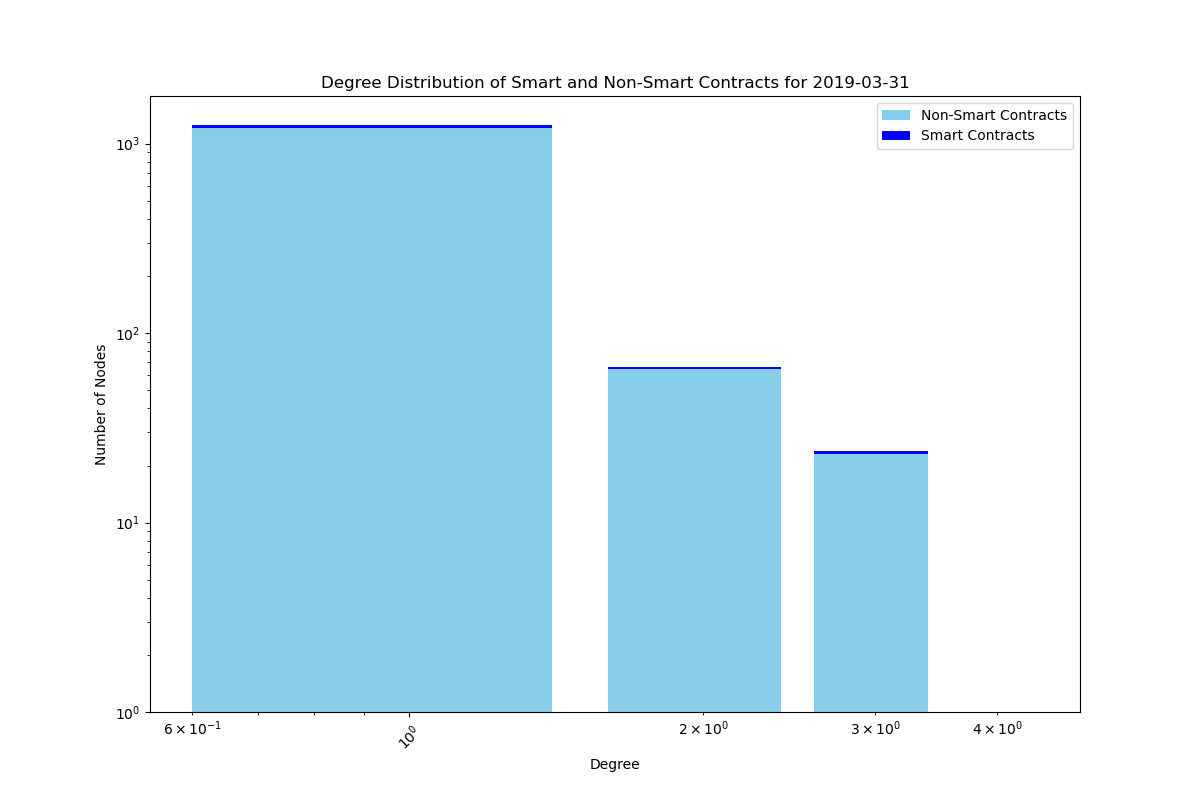 Degree Distribution of Smart and Non-Smart Contracts for 2019-03-31
Non-Smart Contracts
Smart Contracts
Number of Nodes
10³
10²
10¹
10⁰
6 × 10⁻¹
10⁰
2 × 10⁰
3 × 10⁰
4 × 10⁰
Degree